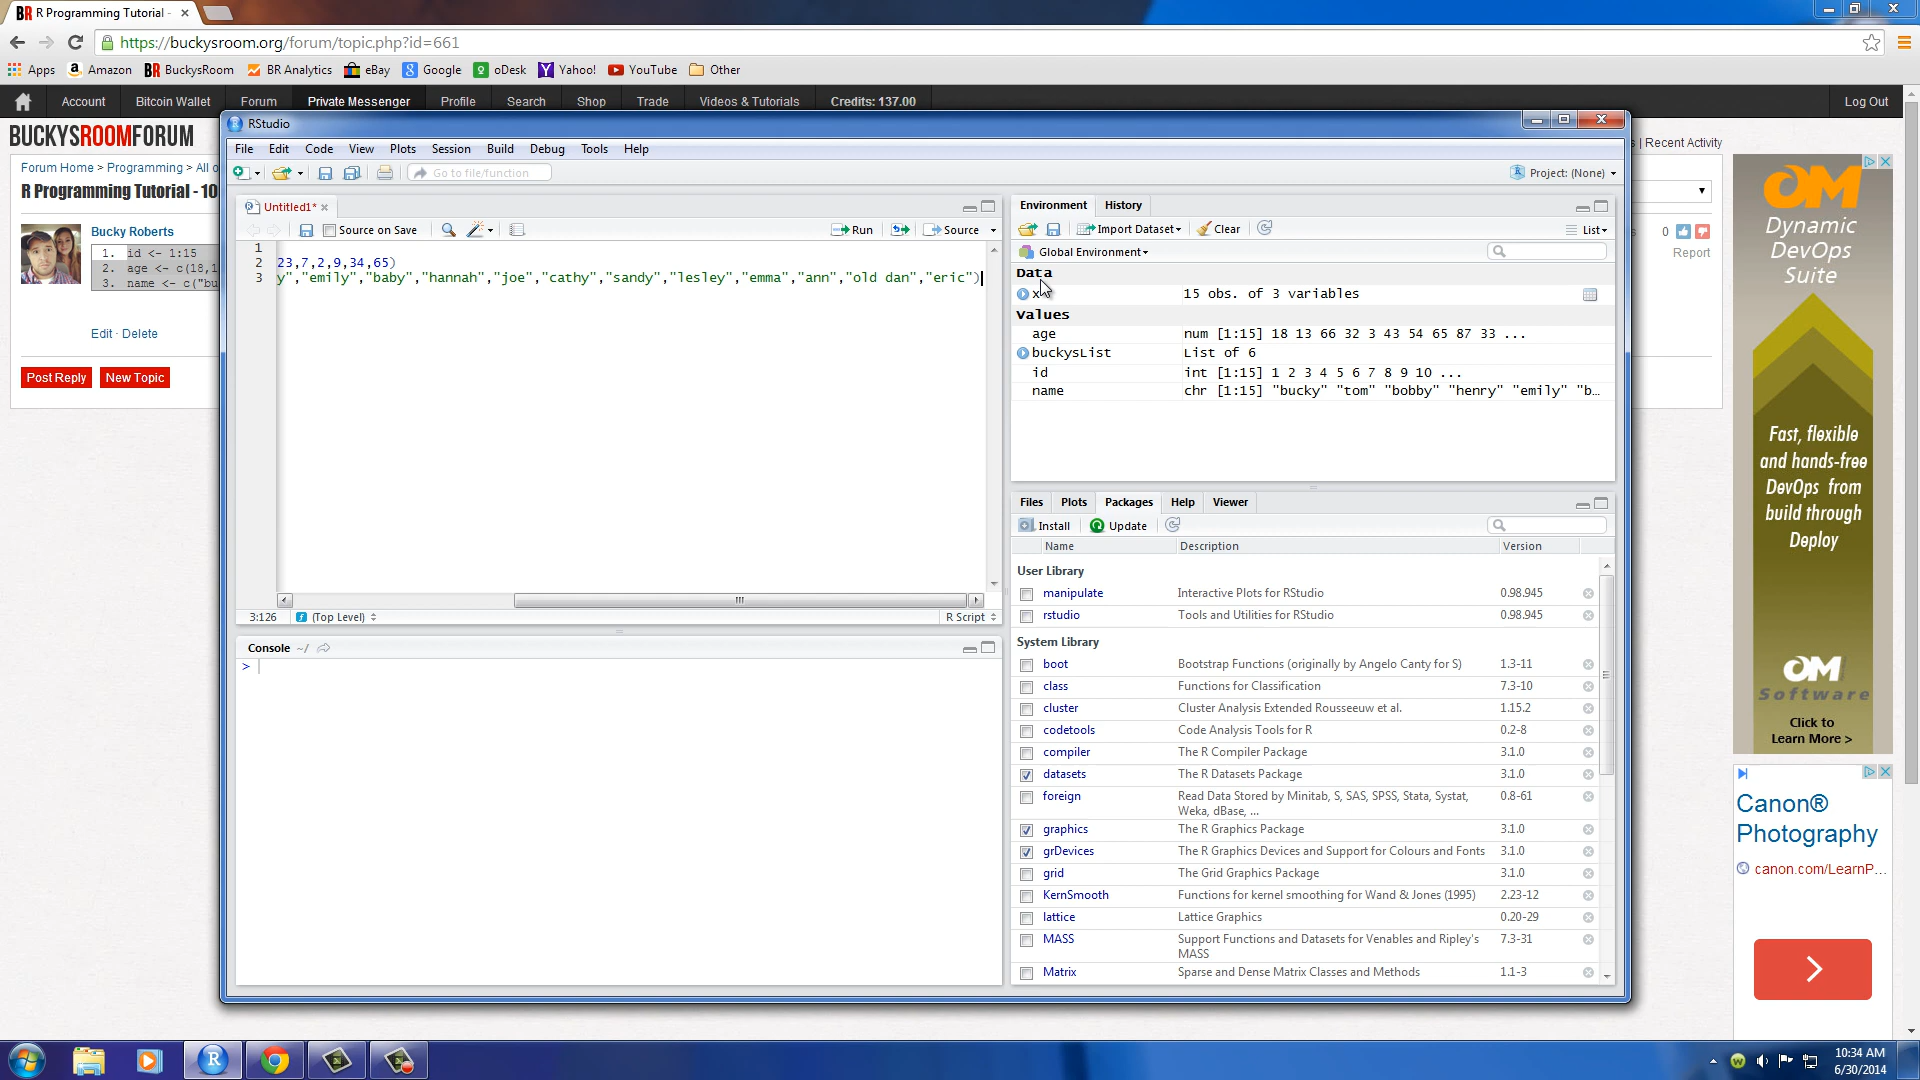 BR R Programming Tutorial -
https://buckysroom.org/forum/topic.php?id=661
Apps Amazon BR BuckysRoom BR Analytics eBay Google oDesk Yahoo! YouTube Other
Account Bitcoin Wallet Forum Private Messenger Profile Search Shop Trade Videos & Tutorials Credits: 137.00 Log Out
BUCKYSROOMFORUM
Forum Home > Programming > All o
R Programming Tutorial - 10
Bucky Roberts
1. id <- 1:15
2. age <- c(18,1
3. name <- c("bu
Edit · Delete
Post Reply New Topic
| Recent Activity
0
Report
RStudio
File Edit Code View Plots Session Build Debug Tools Help
Go to file/function
Project: (None)
Untitled1*
Source on Save
Run
Source
1
2 23,7,2,9,34,65)
3 y","emily","baby","hannah","joe","cathy","sandy","lesley","emma","ann","old dan","eric")
3:126 (Top Level) R Script
Console ~/
>
Environment History
Import Dataset Clear List
Global Environment
Data
x 15 obs. of 3 variables
Values
age num [1:15] 18 13 66 32 3 43 54 65 87 33 ...
buckysList List of 6
id int [1:15] 1 2 3 4 5 6 7 8 9 10 ...
name chr [1:15] "bucky" "tom" "bobby" "henry" "emily" "b...
Files Plots Packages Help Viewer
Install Update
Name Description Version
User Library
manipulate Interactive Plots for RStudio 0.98.945
rstudio Tools and Utilities for RStudio 0.98.945
System Library
boot Bootstrap Functions (originally by Angelo Canty for S) 1.3-11
class Functions for Classification 7.3-10
cluster Cluster Analysis Extended Rousseeuw et al. 1.15.2
codetools Code Analysis Tools for R 0.2-8
compiler The R Compiler Package 3.1.0
datasets The R Datasets Package 3.1.0
foreign Read Data Stored by Minitab, S, SAS, SPSS, Stata, Systat, 0.8-61
Weka, dBase, ...
graphics The R Graphics Package 3.1.0
grDevices The R Graphics Devices and Support for Colours and Fonts 3.1.0
grid The Grid Graphics Package 3.1.0
KernSmooth Functions for kernel smoothing for Wand & Jones (1995) 2.23-12
lattice Lattice Graphics 0.20-29
MASS Support Functions and Datasets for Venables and Ripley's 7.3-31
MASS
Matrix Sparse and Dense Matrix Classes and Methods 1.1-3
OM
Dynamic
DevOps
Suite
Fast, flexible
and hands-free
DevOps from
build through
Deploy
OM
Software
Click to
Learn More >
Canon®
Photography
canon.com/LearnP...
10:34 AM
6/30/2014